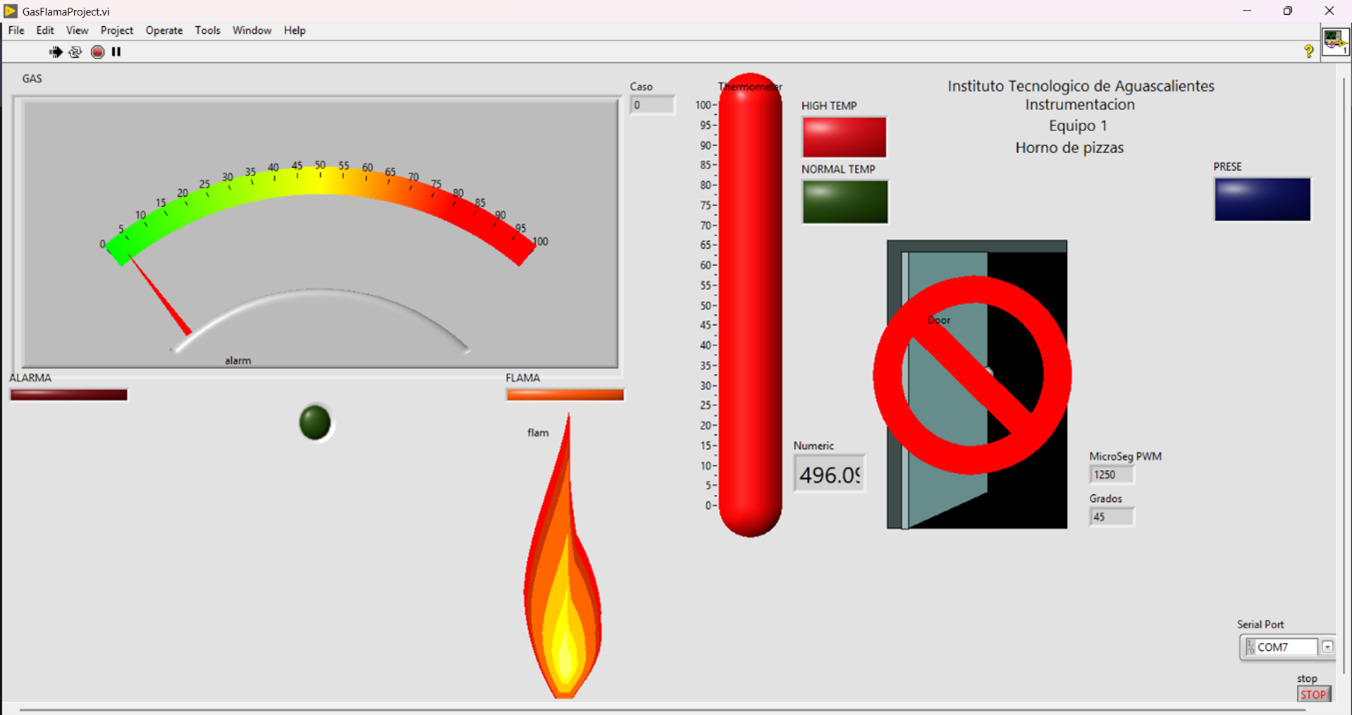 GasFlamaProject.vi
File Edit View Project Operate Tools Window Help
1
GAS
0 5 10 15 20 25 30 35 40 45 50 55 60 65 70 75 80 85 90 95 100
alarm
ALARMA
FLAMA
flam
Caso
0
Thermometer
100
95
90
85
80
75
70
65
60
55
50
45
40
35
30
25
20
15
10
5
0
HIGH TEMP
NORMAL TEMP
Numeric
496.09
Instituto Tecnologico de Aguascalientes
Instrumentacion
Equipo 1
Horno de pizzas
PRESE
Door
MicroSeg PWM
1250
Grados
45
Serial Port
COM7
stop
STOP